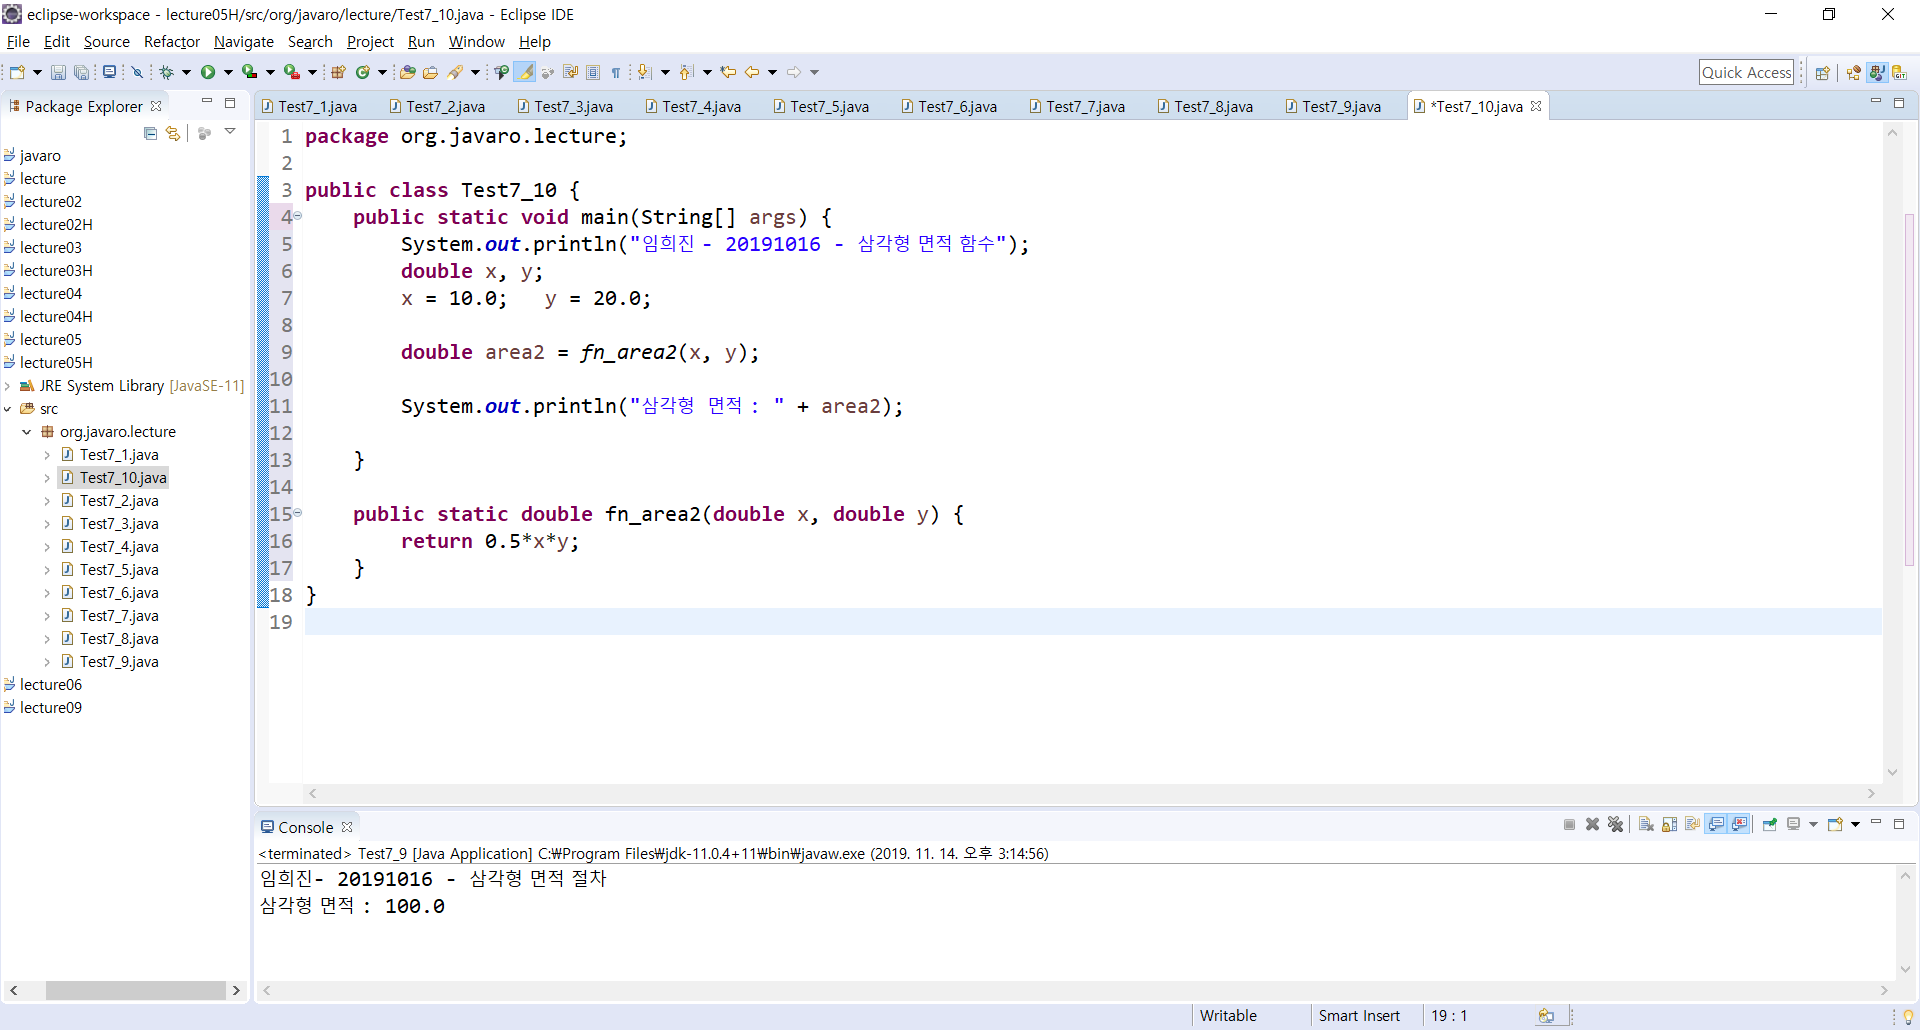 eclipse-workspace - lecture05H/src/org/javaro/lecture/Test7_10.java - Eclipse IDE
File Edit Source Refactor Navigate Search Project Run Window Help
Quick Access
Package Explorer
javaro
lecture
lecture02
lecture02H
lecture03
lecture03H
lecture04
lecture04H
lecture05
lecture05H
JRE System Library [JavaSE-11]
src
org.javaro.lecture
Test7_1.java
Test7_10.java
Test7_2.java
Test7_3.java
Test7_4.java
Test7_5.java
Test7_6.java
Test7_7.java
Test7_8.java
Test7_9.java
lecture06
lecture09
Test7_1.java Test7_2.java Test7_3.java Test7_4.java Test7_5.java Test7_6.java Test7_7.java Test7_8.java Test7_9.java *Test7_10.java
1 package org.javaro.lecture;
2
3 public class Test7_10 {
4     public static void main(String[] args) {
5         System.out.println("임희진 - 20191016 - 삼각형 면적 함수");
6         double x, y;
7         x = 10.0;   y = 20.0;
8
9         double area2 = fn_area2(x, y);
10
11         System.out.println("삼각형 면적 : " + area2);
12
13     }
14
15     public static double fn_area2(double x, double y) {
16         return 0.5*x*y;
17     }
18 }
19
Console
<terminated> Test7_9 [Java Application] C:₩Program Files₩jdk-11.0.4+11₩bin₩javaw.exe (2019. 11. 14. 오후 3:14:56)
임희진- 20191016 - 삼각형 면적 절차
삼각형 면적 : 100.0
Writable Smart Insert 19 : 1